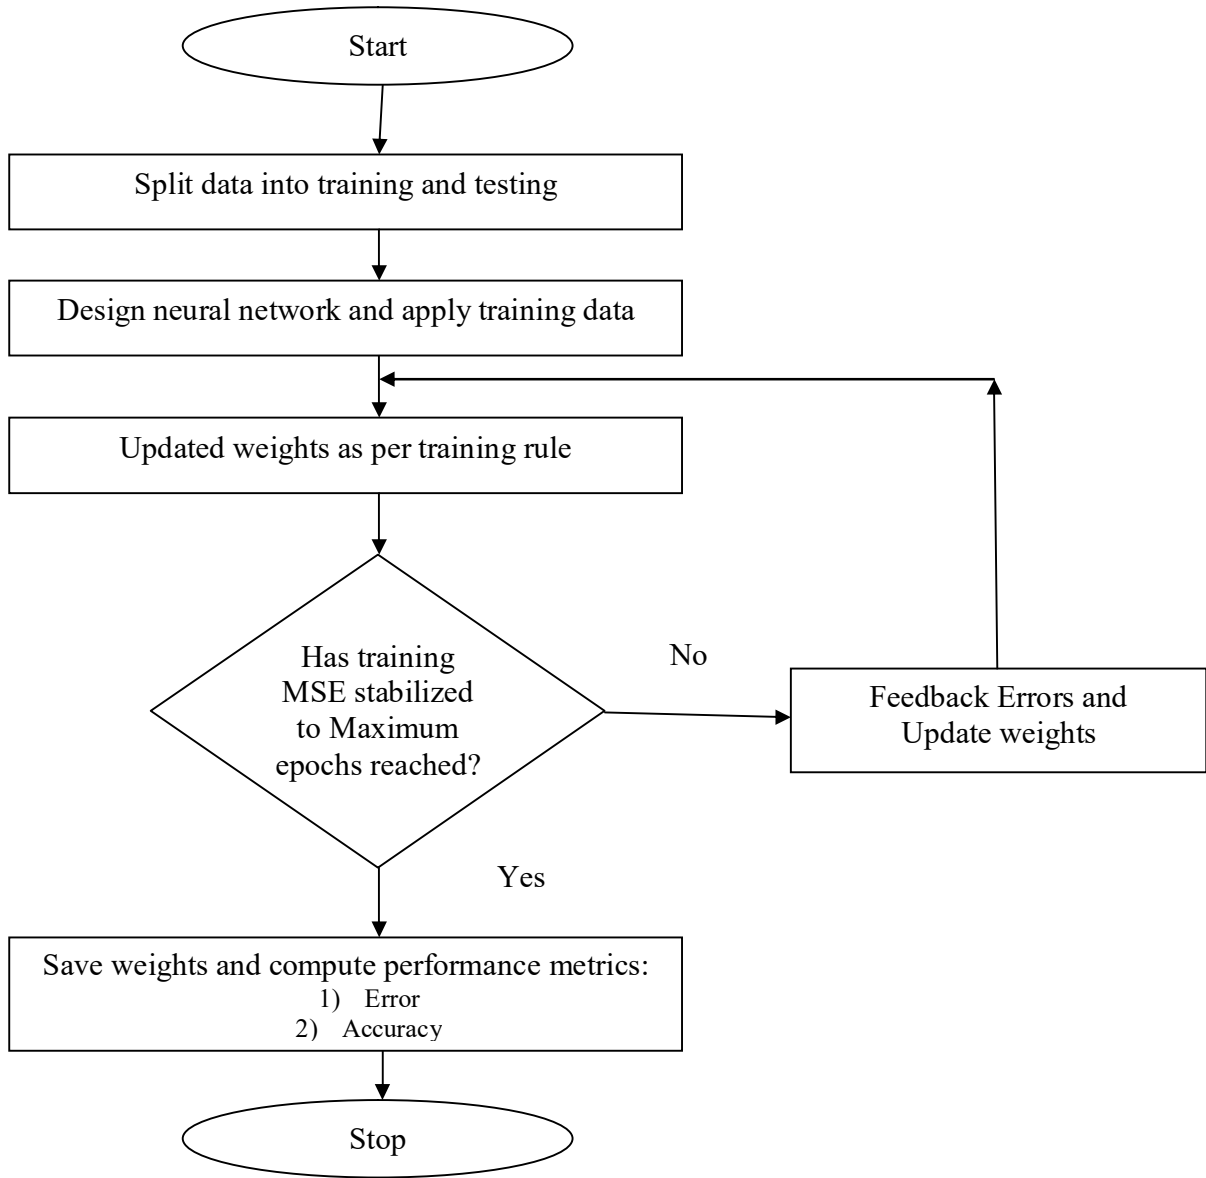 Start
Split data into training and testing
Design neural network and apply training data
Updated weights as per training rule
Has training
MSE stabilized
to Maximum
epochs reached?
No
Feedback Errors and
Update weights
Yes
Save weights and compute performance metrics:
1) Error
2) Accuracy
Stop